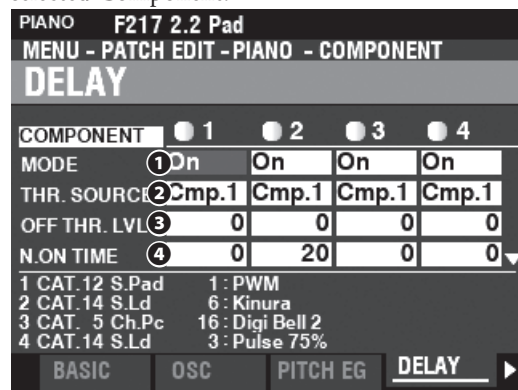 PIANO F217 2.2 Pad
MENU - PATCH EDIT -PIANO - COMPONENT
DELAY
COMPONENT 1 2 3 4
MODE 1 On On On On
THR. SOURCE 2 Cmp.1 Cmp.1 Cmp.1 Cmp.1
OFF THR. LVL 3 0 0 0 0
N.ON TIME 4 0 20 0 0
1 CAT.12 S.Pad 1 : PWM
2 CAT.14 S.Ld 6 : Kinura
3 CAT. 5 Ch.Pc 16 : Digi Bell 2
4 CAT.14 S.Ld 3 : Pulse 75%
BASIC OSC PITCH EG DELAY